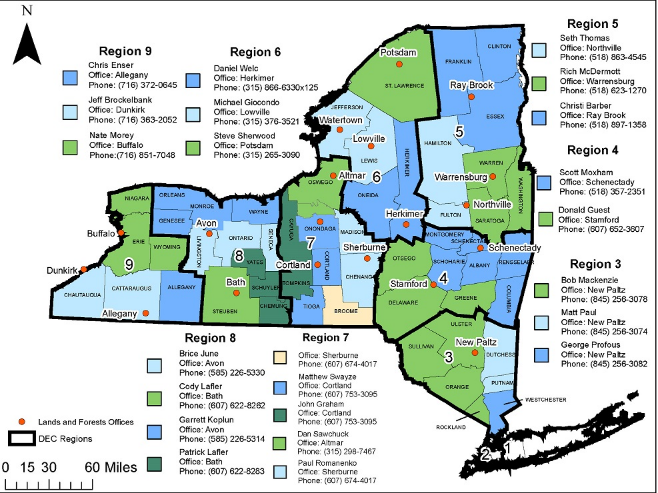 N
Region 9
Chris Enser
Office: Allegany
Phone: (716) 372-0645
Jeff Brockelbank
Office: Dunkirk
Phone: (716) 363-2052
Nate Morey
Office: Buffalo
Phone:(716) 851-7048
Region 6
Daniel Welc
Office: Herkimer
Phone: (315) 866-6330x125
Michael Giocondo
Office: Lowville
Phone: (315) 376-3521
Steve Sherwood
Office: Potsdam
Phone: (315) 265-3090
Region 5
Seth Thomas
Office: Northville
Phone: (518) 863-4545
Rich McDermott
Office: Warrensburg
Phone: (518) 623-1270
Christi Barber
Office: Ray Brook
Phone: (518) 897-1358
Region 4
Scott Moxham
Office: Schenectady
Phone: (518) 357-2351
Donald Guest
Office: Stamford
Phone: (607) 652-3607
Region 3
Bob Mackenzie
Office: New Paltz
Phone: (845) 256-3078
Matt Paul
Office: New Paltz
Phone: (845) 256-3074
George Profous
Office: New Paltz
Phone: (845) 256-3082
Potsdam
ST. LAWRENCE
FRANKLIN
CLINTON
Ray Brook
ESSEX
JEFFERSON
Watertown
Lowville
LEWIS
HERKIMER
HAMILTON
5
WARREN
Warrensburg
WASHINGTON
6
OSWEGO
Altmar
ONEIDA
Herkimer
FULTON
Northville
SARATOGA
NIAGARA
ORLEANS
MONROE
WAYNE
GENESEE
Avon
Buffalo
ERIE
WYOMING
LIVINGSTON
ONTARIO
SENECA
CAYUGA
ONONDAGA
MADISON
7
8
YATES
9
Dunkirk
CHAUTAUQUA
CATTARAUGUS
ALLEGANY
Allegany
Bath
STEUBEN
SCHUYLER
CHEMUNG
TOMPKINS
Cortland
CORTLAND
TIOGA
BROOME
Sherburne
CHENANGO
MONTGOMERY
SCHENECTADY
Schenectady
OTSEGO
SCHOHARIE
ALBANY
RENSSELAER
4
Stamford
DELAWARE
GREENE
COLUMBIA
ULSTER
SULLIVAN
3
New Paltz
DUTCHESS
ORANGE
PUTNAM
ROCKLAND
WESTCHESTER
2
1
Region 8
Brice June
Office: Avon
Phone: (585) 226-5330
Cody Lafler
Office: Bath
Phone: (607) 622-8262
Garrett Koplun
Office: Avon
Phone: (585) 226-5314
Patrick Lafler
Office: Bath
Phone: (607) 622-8283
Region 7
Office: Sherburne
Phone: (607) 674-4017
Matthew Swayze
Office: Cortland
Phone: (607) 753-3095
John Graham
Office: Cortland
Phone: (607) 753-3095
Dan Sawchuck
Office: Altmar
Phone: (315) 298-7467
Paul Romanenko
Office: Sherburne
Phone: (607) 674-4017
Lands and Forests Offices
DEC Regions
0 15 30 60 Miles